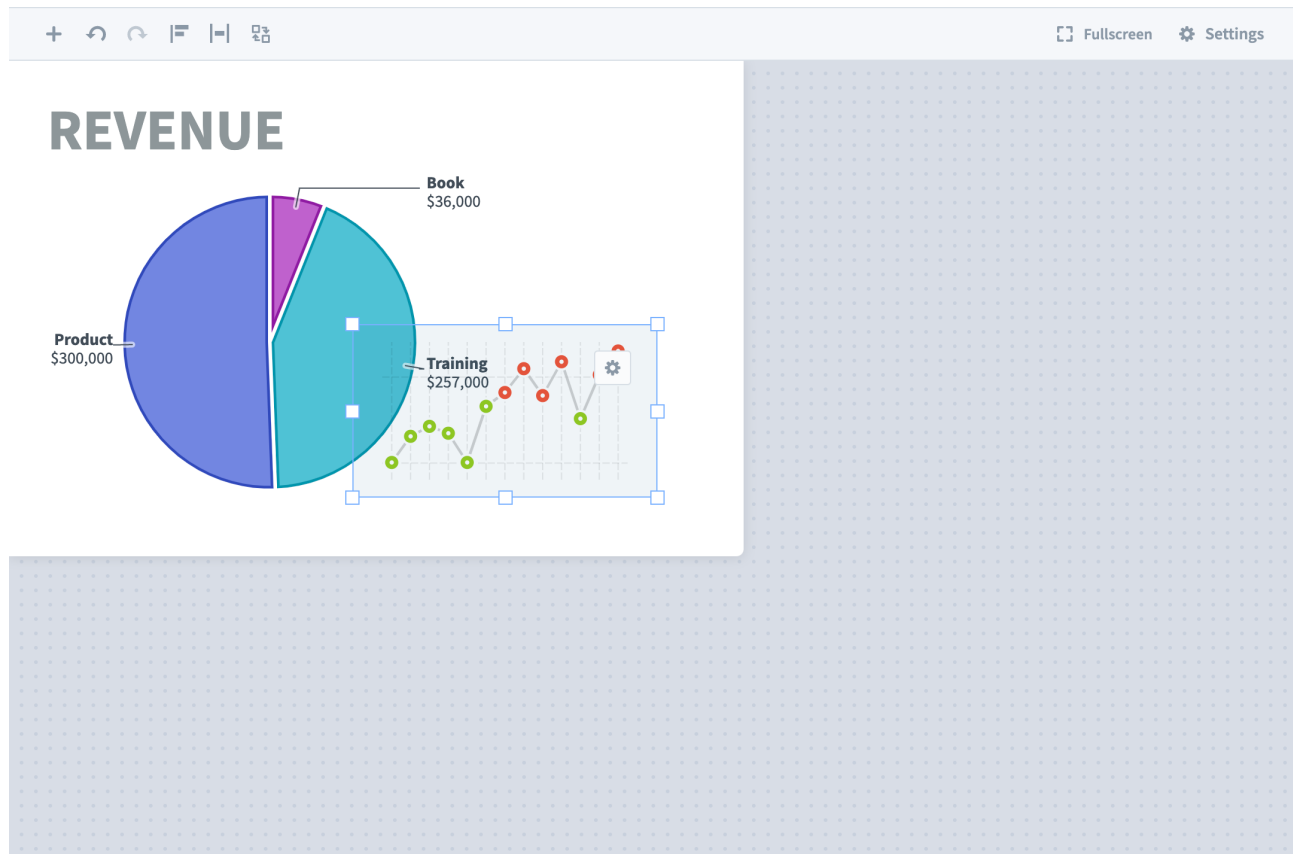 Fullscreen
Settings
REVENUE
Book
$36,000
Product
$300,000
Training
$257,000